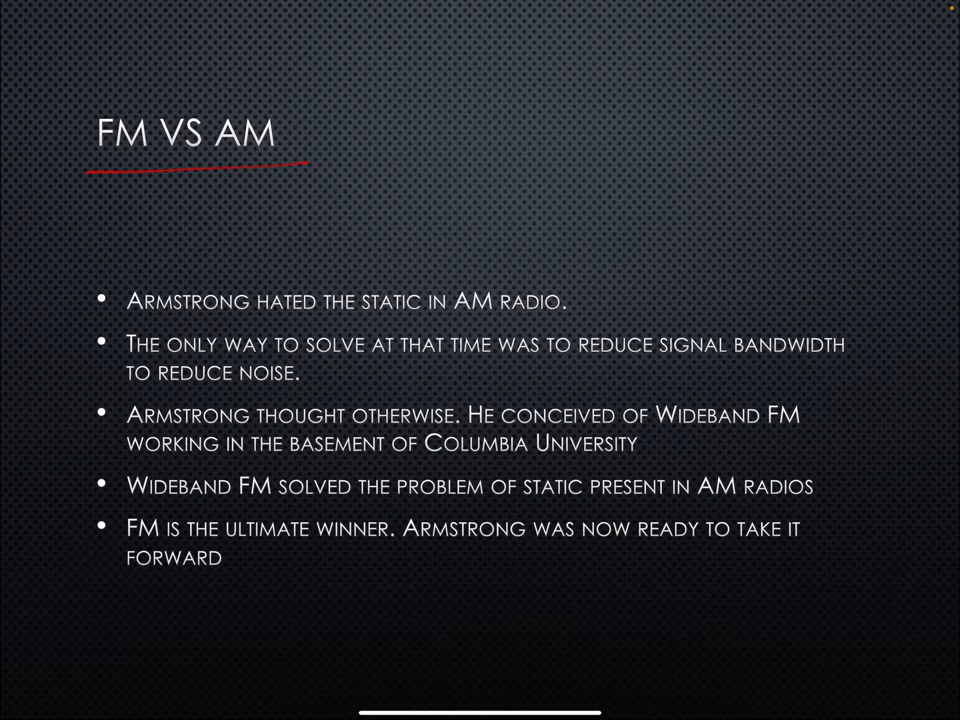 FM VS AM
• ARMSTRONG HATED THE STATIC IN AM RADIO.
• THE ONLY WAY TO SOLVE AT THAT TIME WAS TO REDUCE SIGNAL BANDWIDTH
TO REDUCE NOISE.
• ARMSTRONG THOUGHT OTHERWISE. HE CONCEIVED OF WIDEBAND FM
WORKING IN THE BASEMENT OF COLUMBIA UNIVERSITY
• WIDEBAND FM SOLVED THE PROBLEM OF STATIC PRESENT IN AM RADIOS
• FM IS THE ULTIMATE WINNER. ARMSTRONG WAS NOW READY TO TAKE IT
FORWARD